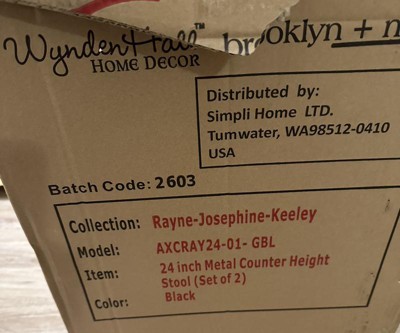 WyndenHall™ brooklyn + m
HOME DECOR
Distributed by:
Simpli Home LTD.
Tumwater, WA98512-0410
USA
Batch Code: 2603
Collection: Rayne-Josephine-Keeley
Model: AXCRAY24-01- GBL
Item: 24 inch Metal Counter Height
Stool (Set of 2)
Color: Black